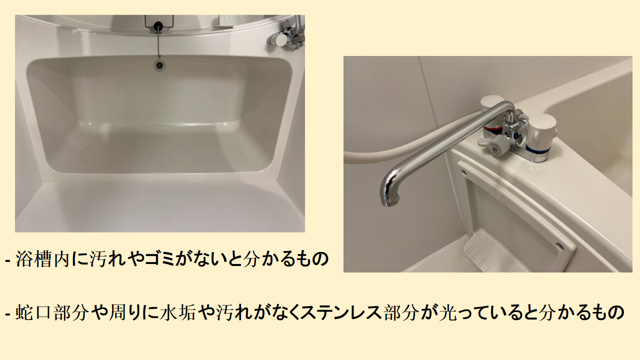 - 浴槽内に汚れやゴミがないと分かるもの
- 蛇口部分や周りに水垢や汚れがなくステンレス部分が光っていると分かるもの